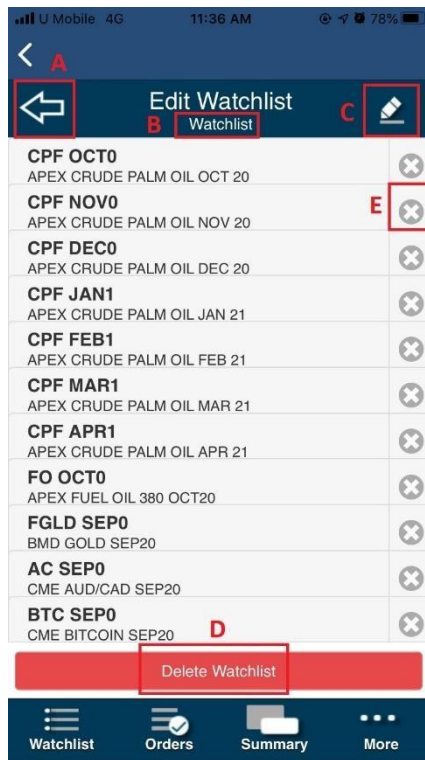 U Mobile 4G 11:36 AM 78%
A
Edit Watchlist
B Watchlist C
CPF OCT0
APEX CRUDE PALM OIL OCT 20
CPF NOV0 E
APEX CRUDE PALM OIL NOV 20
CPF DEC0
APEX CRUDE PALM OIL DEC 20
CPF JAN1
APEX CRUDE PALM OIL JAN 21
CPF FEB1
APEX CRUDE PALM OIL FEB 21
CPF MAR1
APEX CRUDE PALM OIL MAR 21
CPF APR1
APEX CRUDE PALM OIL APR 21
FO OCT0
APEX FUEL OIL 380 OCT20
FGLD SEP0
BMD GOLD SEP20
AC SEP0
CME AUD/CAD SEP20
BTC SEP0
CME BITCOIN SEP20 D
Delete Watchlist
Watchlist Orders Summary More